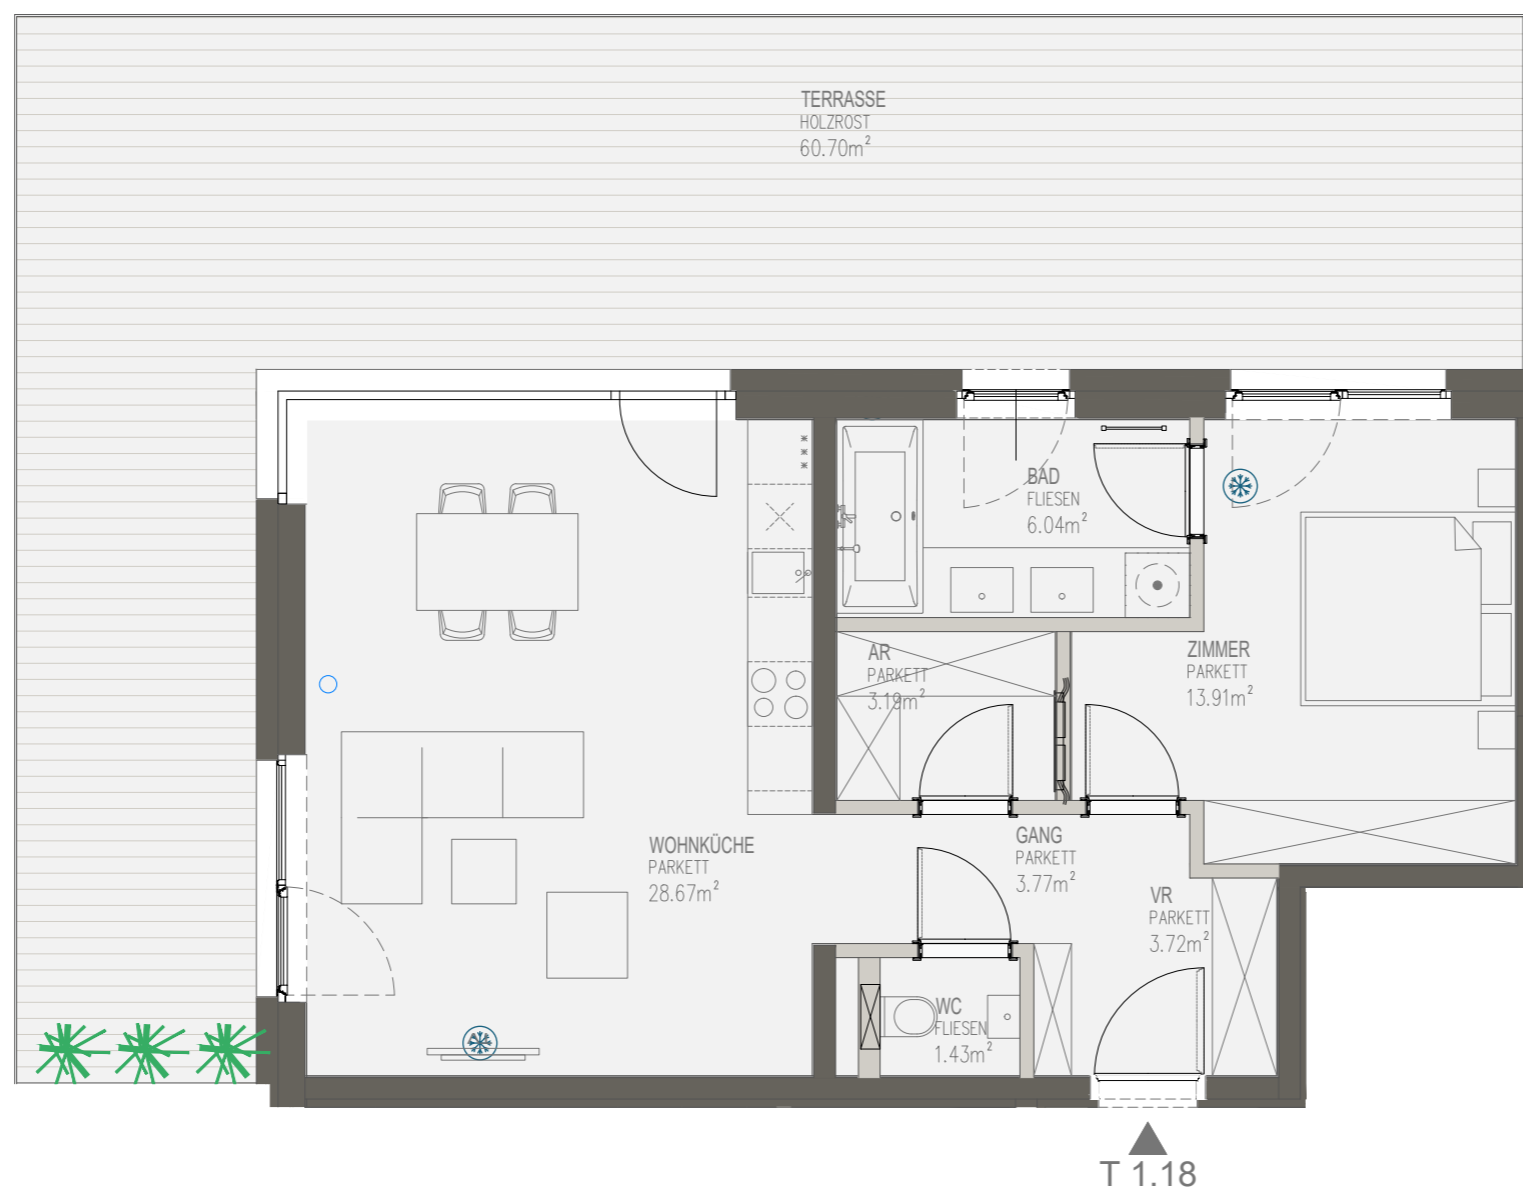 TERRASSE
HOLZROST
60.70m²
BAD
FLIESEN
6.04m²
AR
PARKETT
3.19m²
ZIMMER
PARKETT
13.91m²
WOHNKÜCHE
PARKETT
28.67m²
GANG
PARKETT
3.77m²
VR
PARKETT
3.72m²
WC
FLIESEN
1.43m²
T 1.18